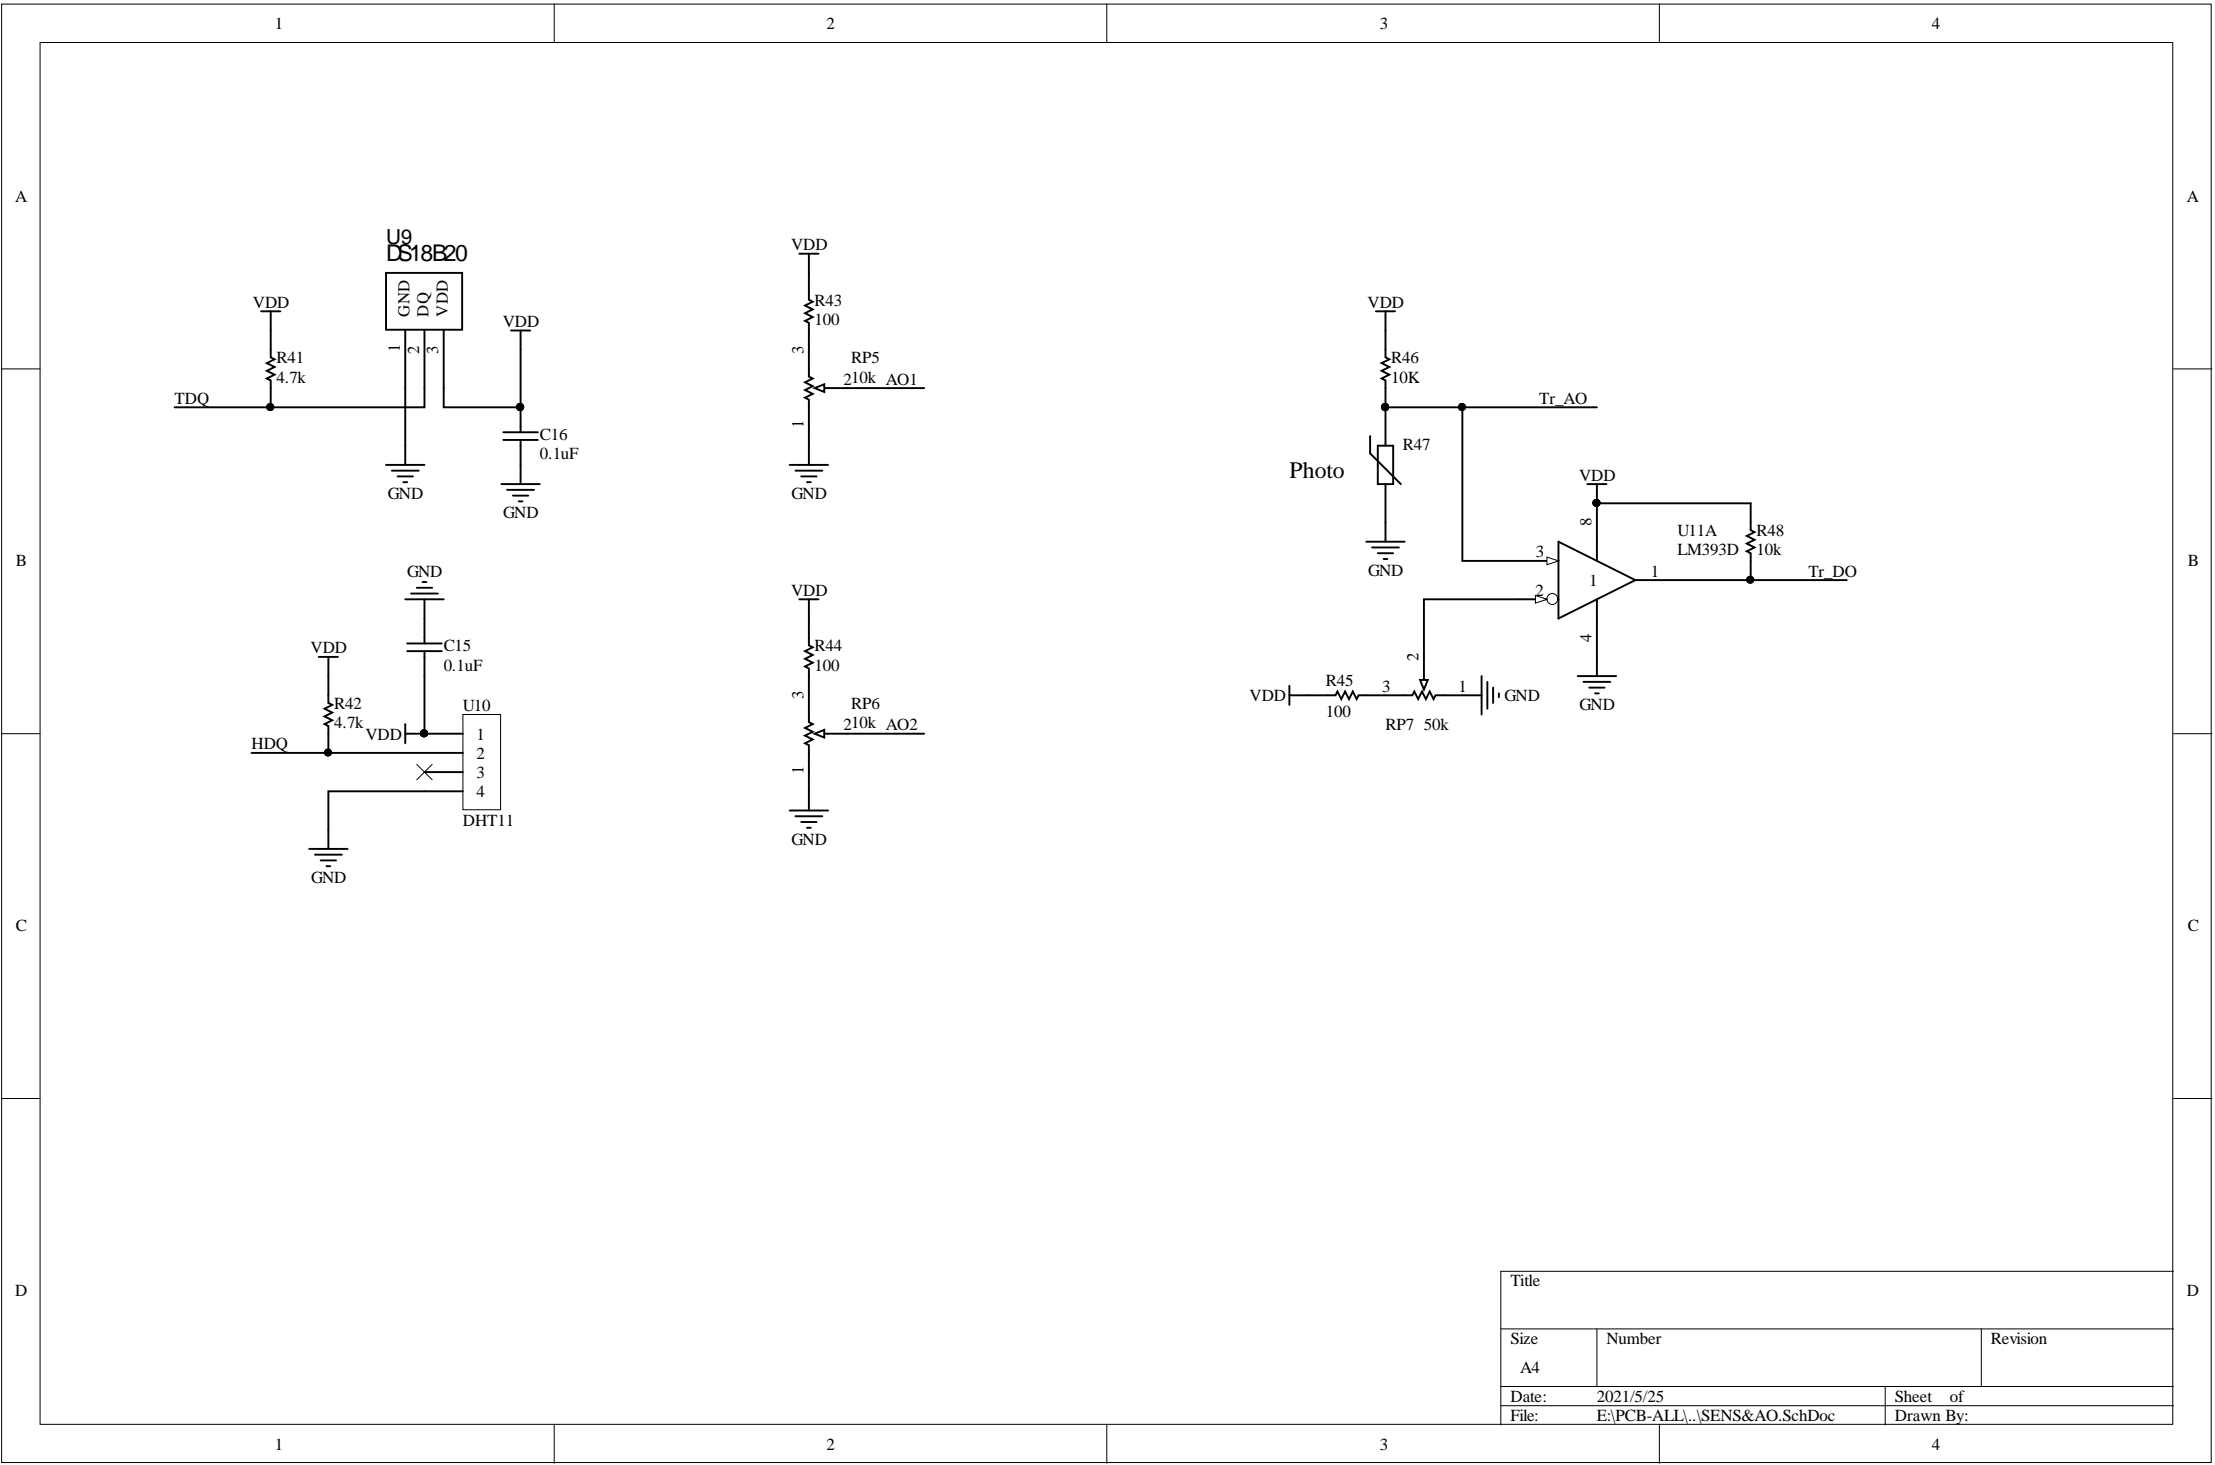 1 2 3 4
A A
U9
DS18B20
GND
DQ
VDD
1
2
3
VDD
R41
4.7k
TDQ
VDD
C16
0.1uF
GND
GND
VDD
R43
100
3
RP5
2 10k AO1
1
GND
VDD
R46
10K
Tr_AO
R47
Photo
GND
VDD
8
U11A
LM393D
R48
10k
3
2
1
1
Tr_DO
4
GND
2
VDD
R45
100
3
1
GND
RP7 50k
B B
GND
C15
0.1uF
VDD
R42
4.7k
VDD
HDQ
U10
1
2
3
4
DHT11
GND
VDD
R44
100
3
RP6
2 10k AO2
1
GND
C C
D D
Title
Size Number Revision
A4
Date: 2021/5/25 Sheet of
File: E:\PCB-ALL\..\SENS&AO.SchDoc Drawn By:
1 2 3 4